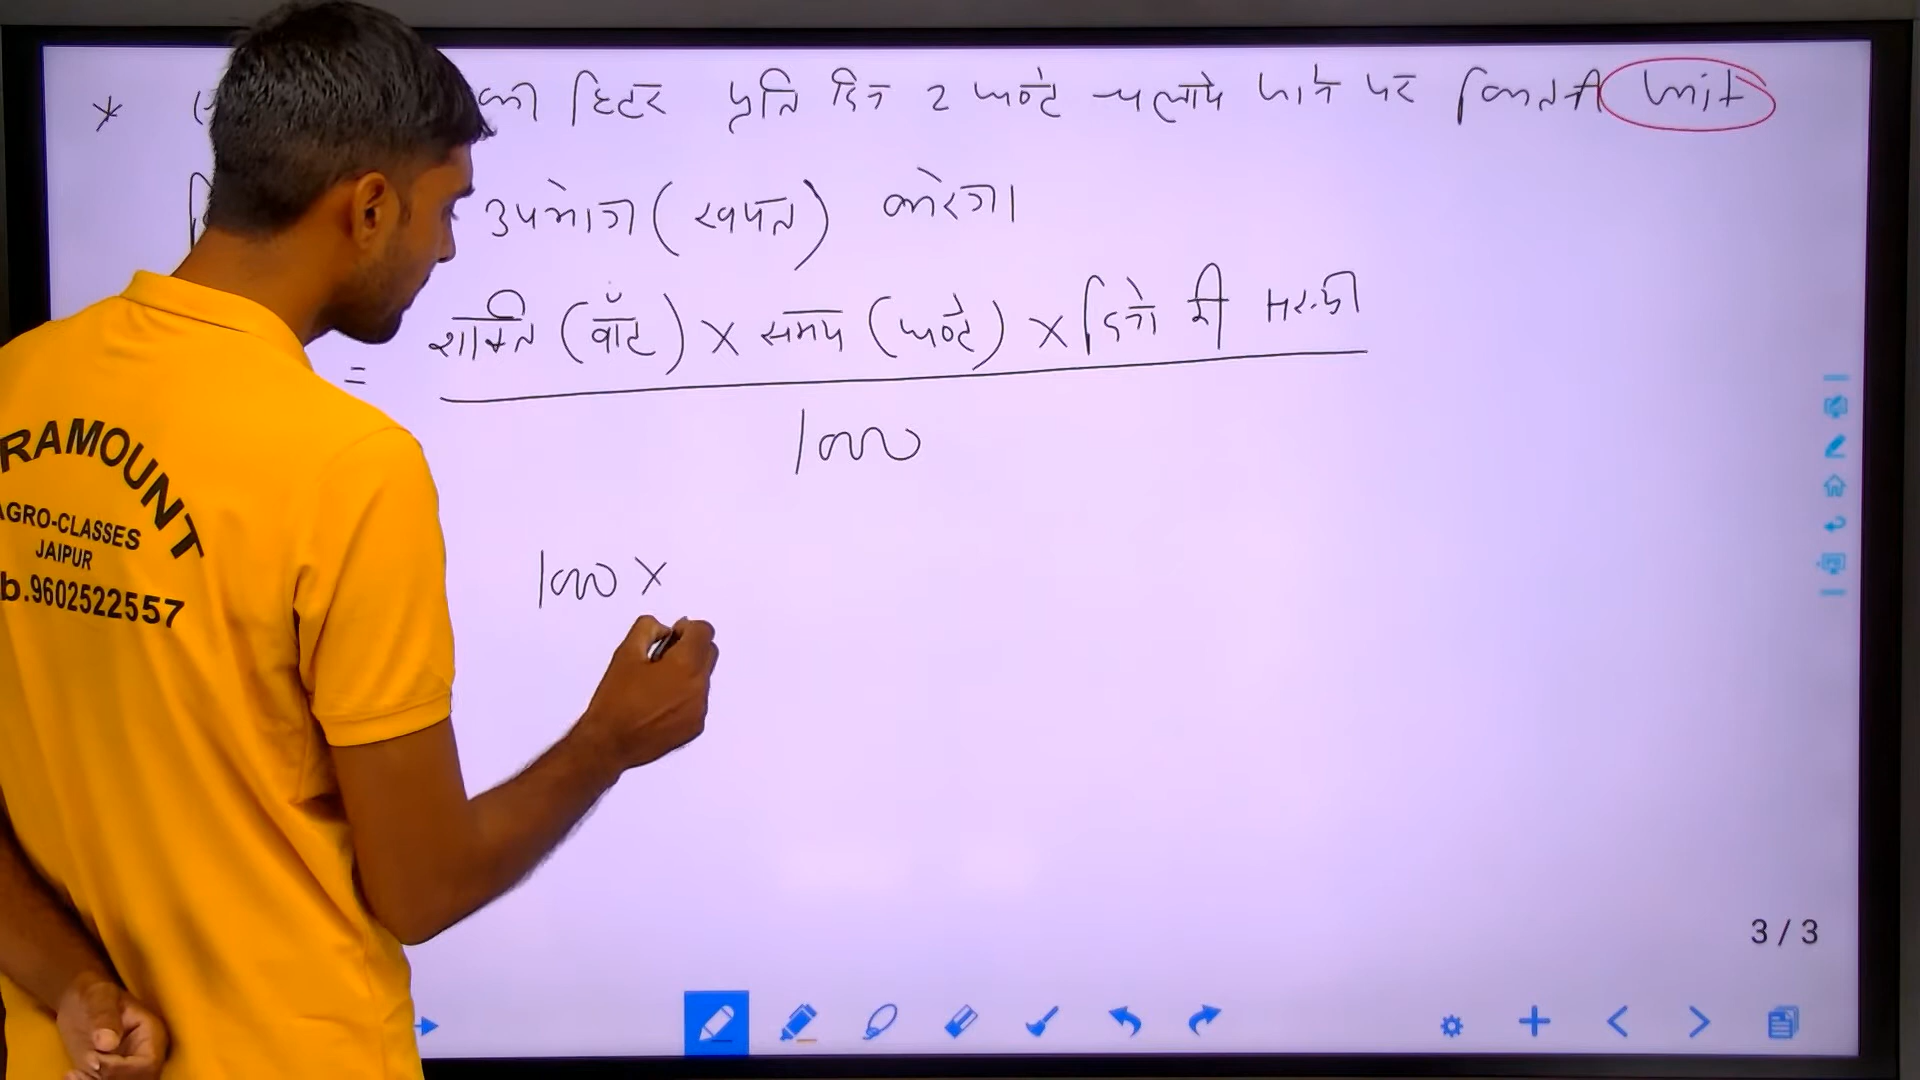 * का हिटर प्रति दिन 2 घण्टे चलाये जाने पर कितनी Unit
उपभोग (खपत) करेगा।
= शक्ति (वॉट) × समय (घण्टे) × दिनो की
1000
1000 ×
RAMOUNT
AGRO-CLASSES
JAIPUR
b.9602522557
3 / 3